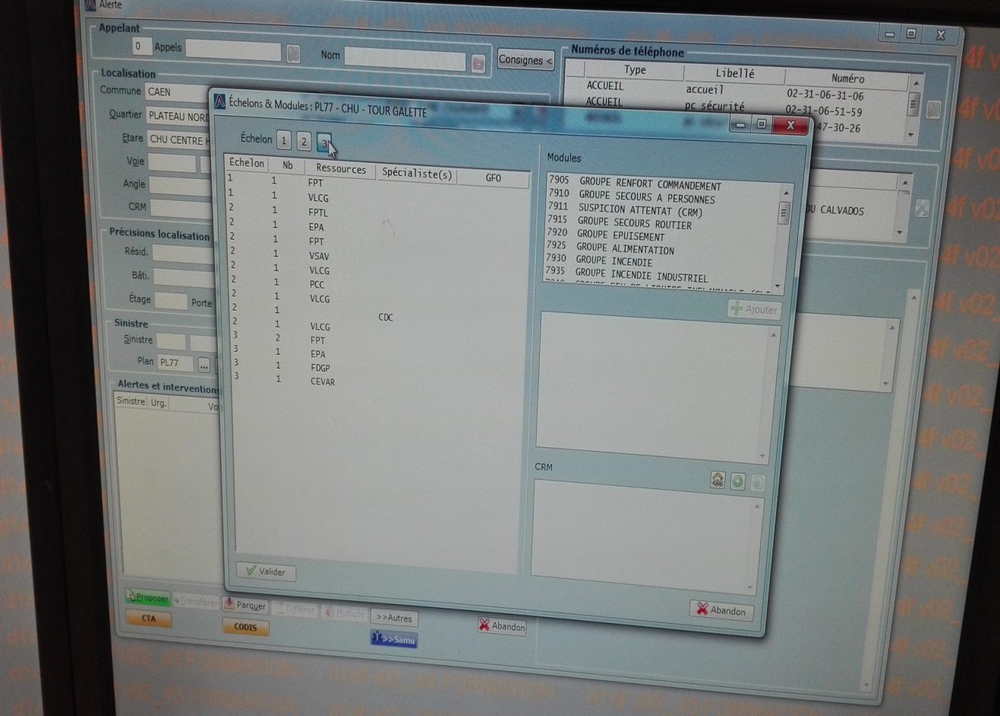 Alerte
Appelant
0 Appels Nom Consignes <
Numéros de téléphone
Type Libellé Numéro
ACCUEIL accueil 02-31-06-31-06
ACCUEIL pc sécurité 02-31-06-51-59
47-30-26
Localisation
Commune CAEN
Quartier PLATEAU NORD
Etare CHU CENTRE H
Voie
Angle
CRM
DU CALVADOS
Précisions localisation
Résid.
Bâti.
Étage Porte
Sinistre
Sinistre
Plan PL77 ...
Alertes et interventions
Sinistre Urg. Vo
Échelons & Modules : PL77 - CHU - TOUR GALETTE
Échelon 1 2 3
Échelon Nb Ressources Spécialiste(s) GFO
1 1 FPT
1 1 VLCG
2 1 FPTL
2 1 EPA
2 1 FPT
2 1 VSAV
2 1 VLCG
2 1 PCC
2 1 VLCG
2 1 CDC
2 1 VLCG
3 2 FPT
3 1 EPA
3 1 FDGP
3 1 CEVAR
Valider
Modules
7905 GROUPE RENFORT COMMANDEMENT
7910 GROUPE SECOURS A PERSONNES
7911 SUSPICION ATTENTAT (CRM)
7915 GROUPE SECOURS ROUTIER
7920 GROUPE EPUISEMENT
7925 GROUPE ALIMENTATION
7930 GROUPE INCENDIE
7935 GROUPE INCENDIE INDUSTRIEL
Ajouter
CRM
Abandon
Proposer Transférer Parquer Différer Multiple >>Autres Abandon
CTA CODIS >>Samu